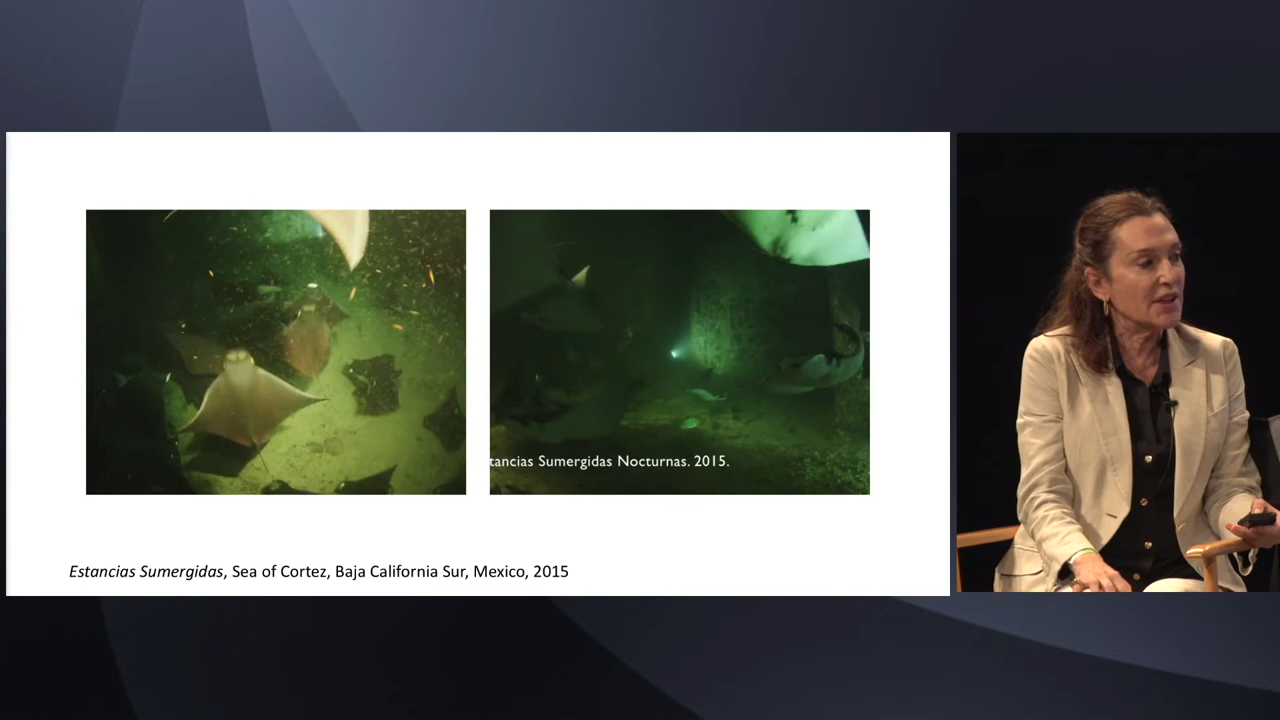 tancias Sumergidas Nocturnas. 2015.
Estancias Sumergidas, Sea of Cortez, Baja California Sur, Mexico, 2015